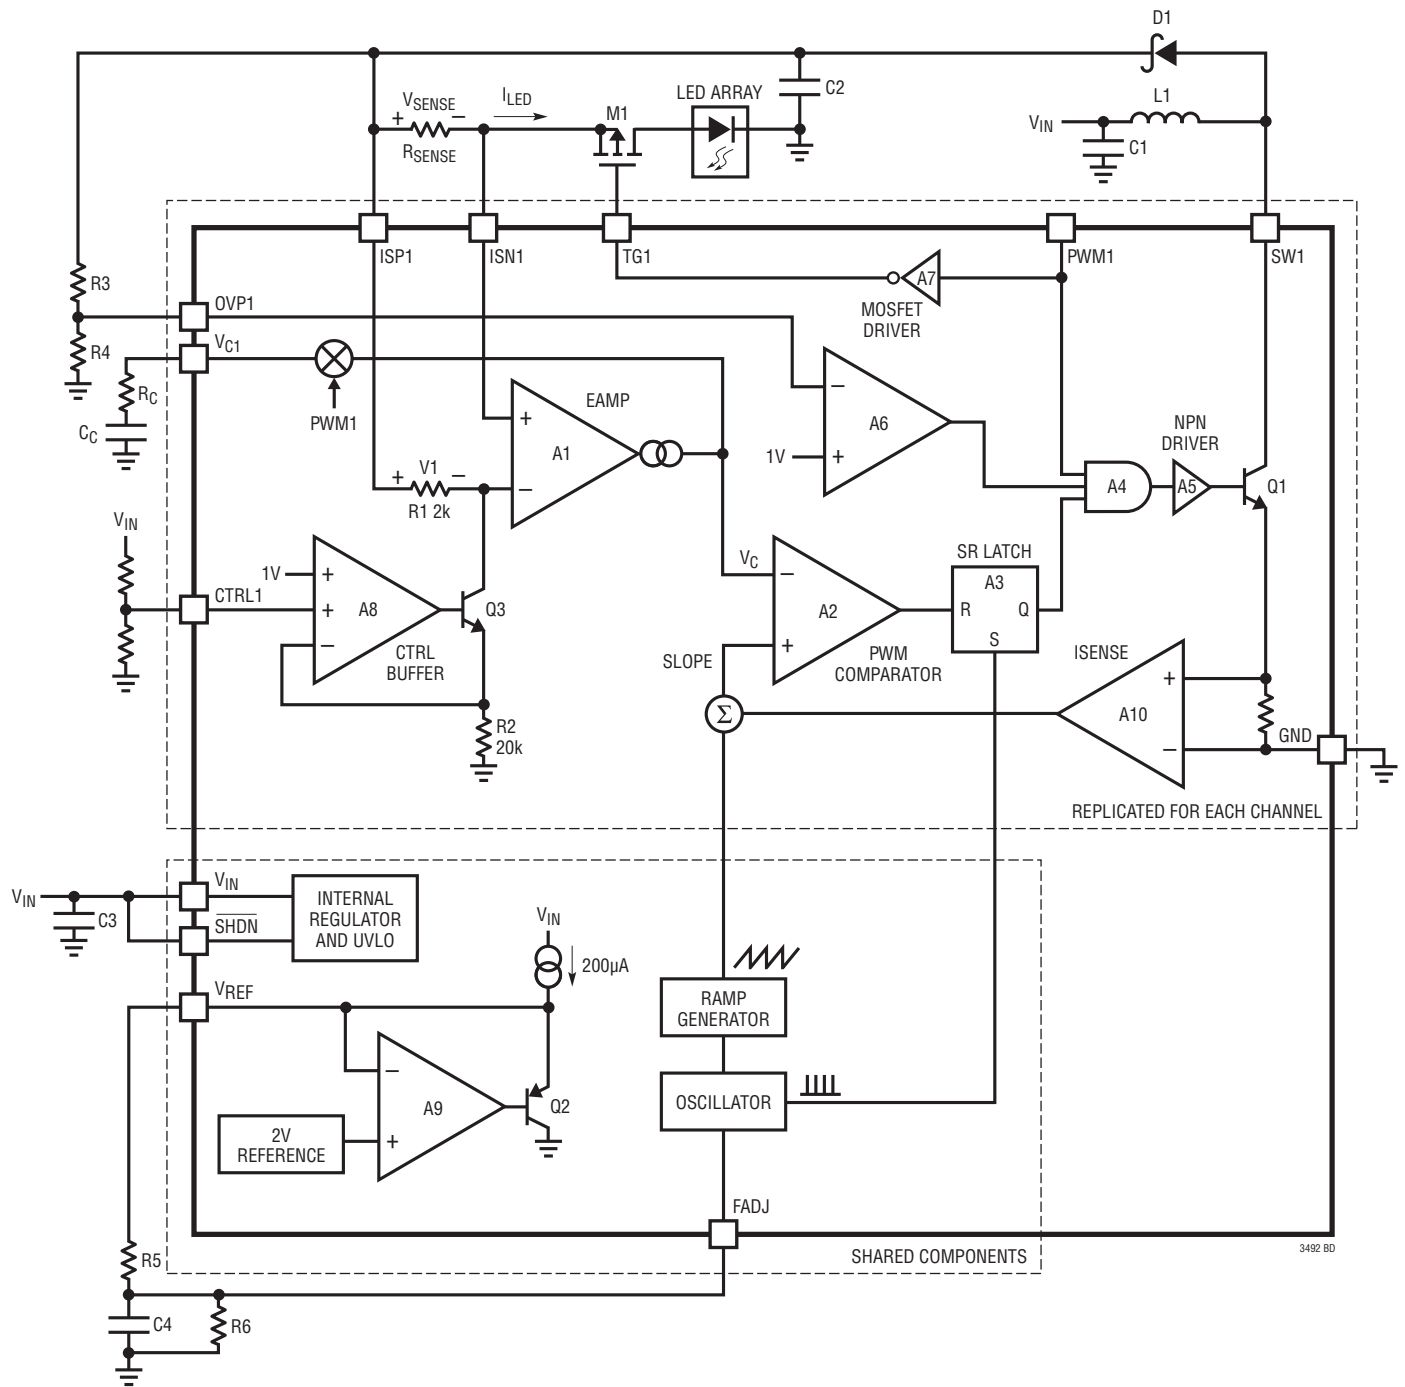 D1
C2
LED ARRAY
L1
VSENSE
ILED
M1
+
−
VIN
C1
RSENSE
ISP1
ISN1
TG1
PWM1
SW1
R3
A7
OVP1
MOSFET
DRIVER
VC1
R4
−
RC
EAMP
NPN
DRIVER
PWM1
+
A6
CC
A1
1V
+
V1
+
−
−
A4
A5
Q1
R1 2k
VIN
SR LATCH
VC
1V
+
−
A3
CTRL1
+
A8
Q3
A2
R
Q
−
CTRL
BUFFER
SLOPE
+
PWM
COMPARATOR
S
ISENSE
+
Σ
A10
R2
20k
−
GND
REPLICATED FOR EACH CHANNEL
VIN
VIN
INTERNAL
REGULATOR
AND UVLO
C3
SHDN
VIN
200µA
VREF
RAMP
GENERATOR
−
A9
Q2
OSCILLATOR
2V
REFERENCE
+
FADJ
R5
SHARED COMPONENTS
3492 BD
C4
R6